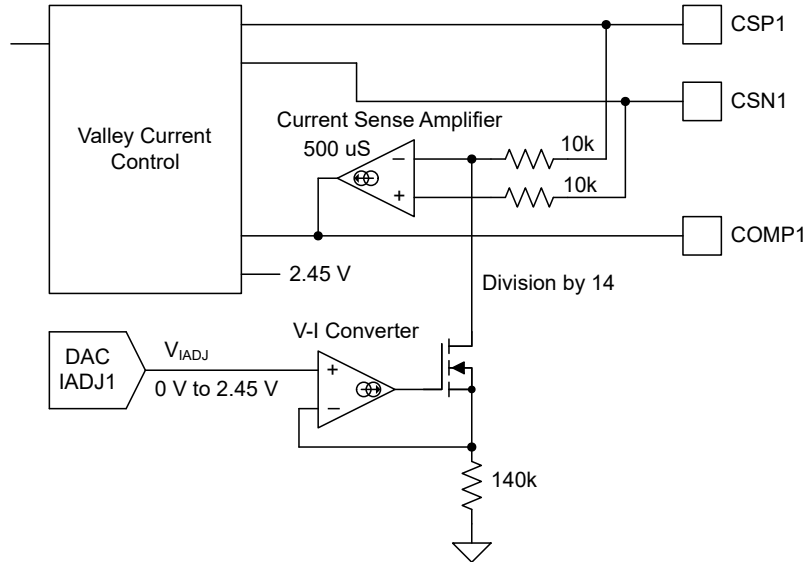 CSP1
CSN1
Valley Current
Control
Current Sense Amplifier
500 uS
−
+
10k
10k
COMP1
2.45 V
Division by 14
V-I Converter
DAC
IADJ1
VIADJ
0 V to 2.45 V
+
−
140k